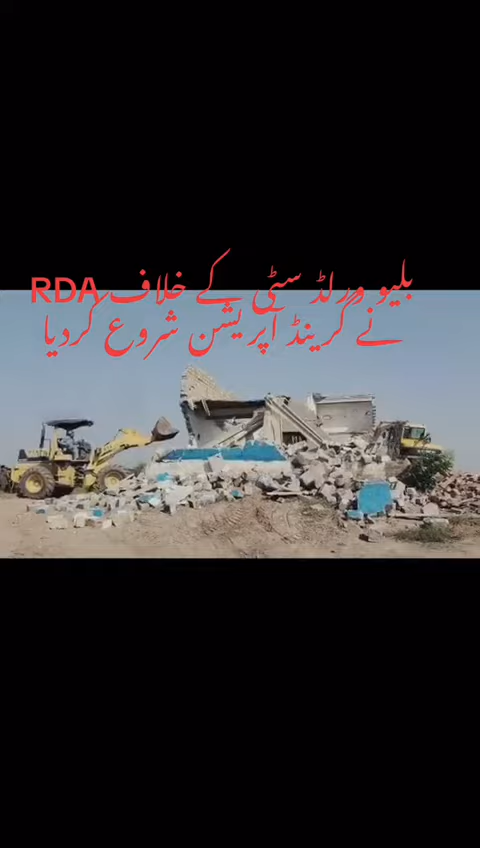 بلیو ورلڈ سٹی کے خلاف RDA
نے گرینڈ آپریشن شروع کردیا